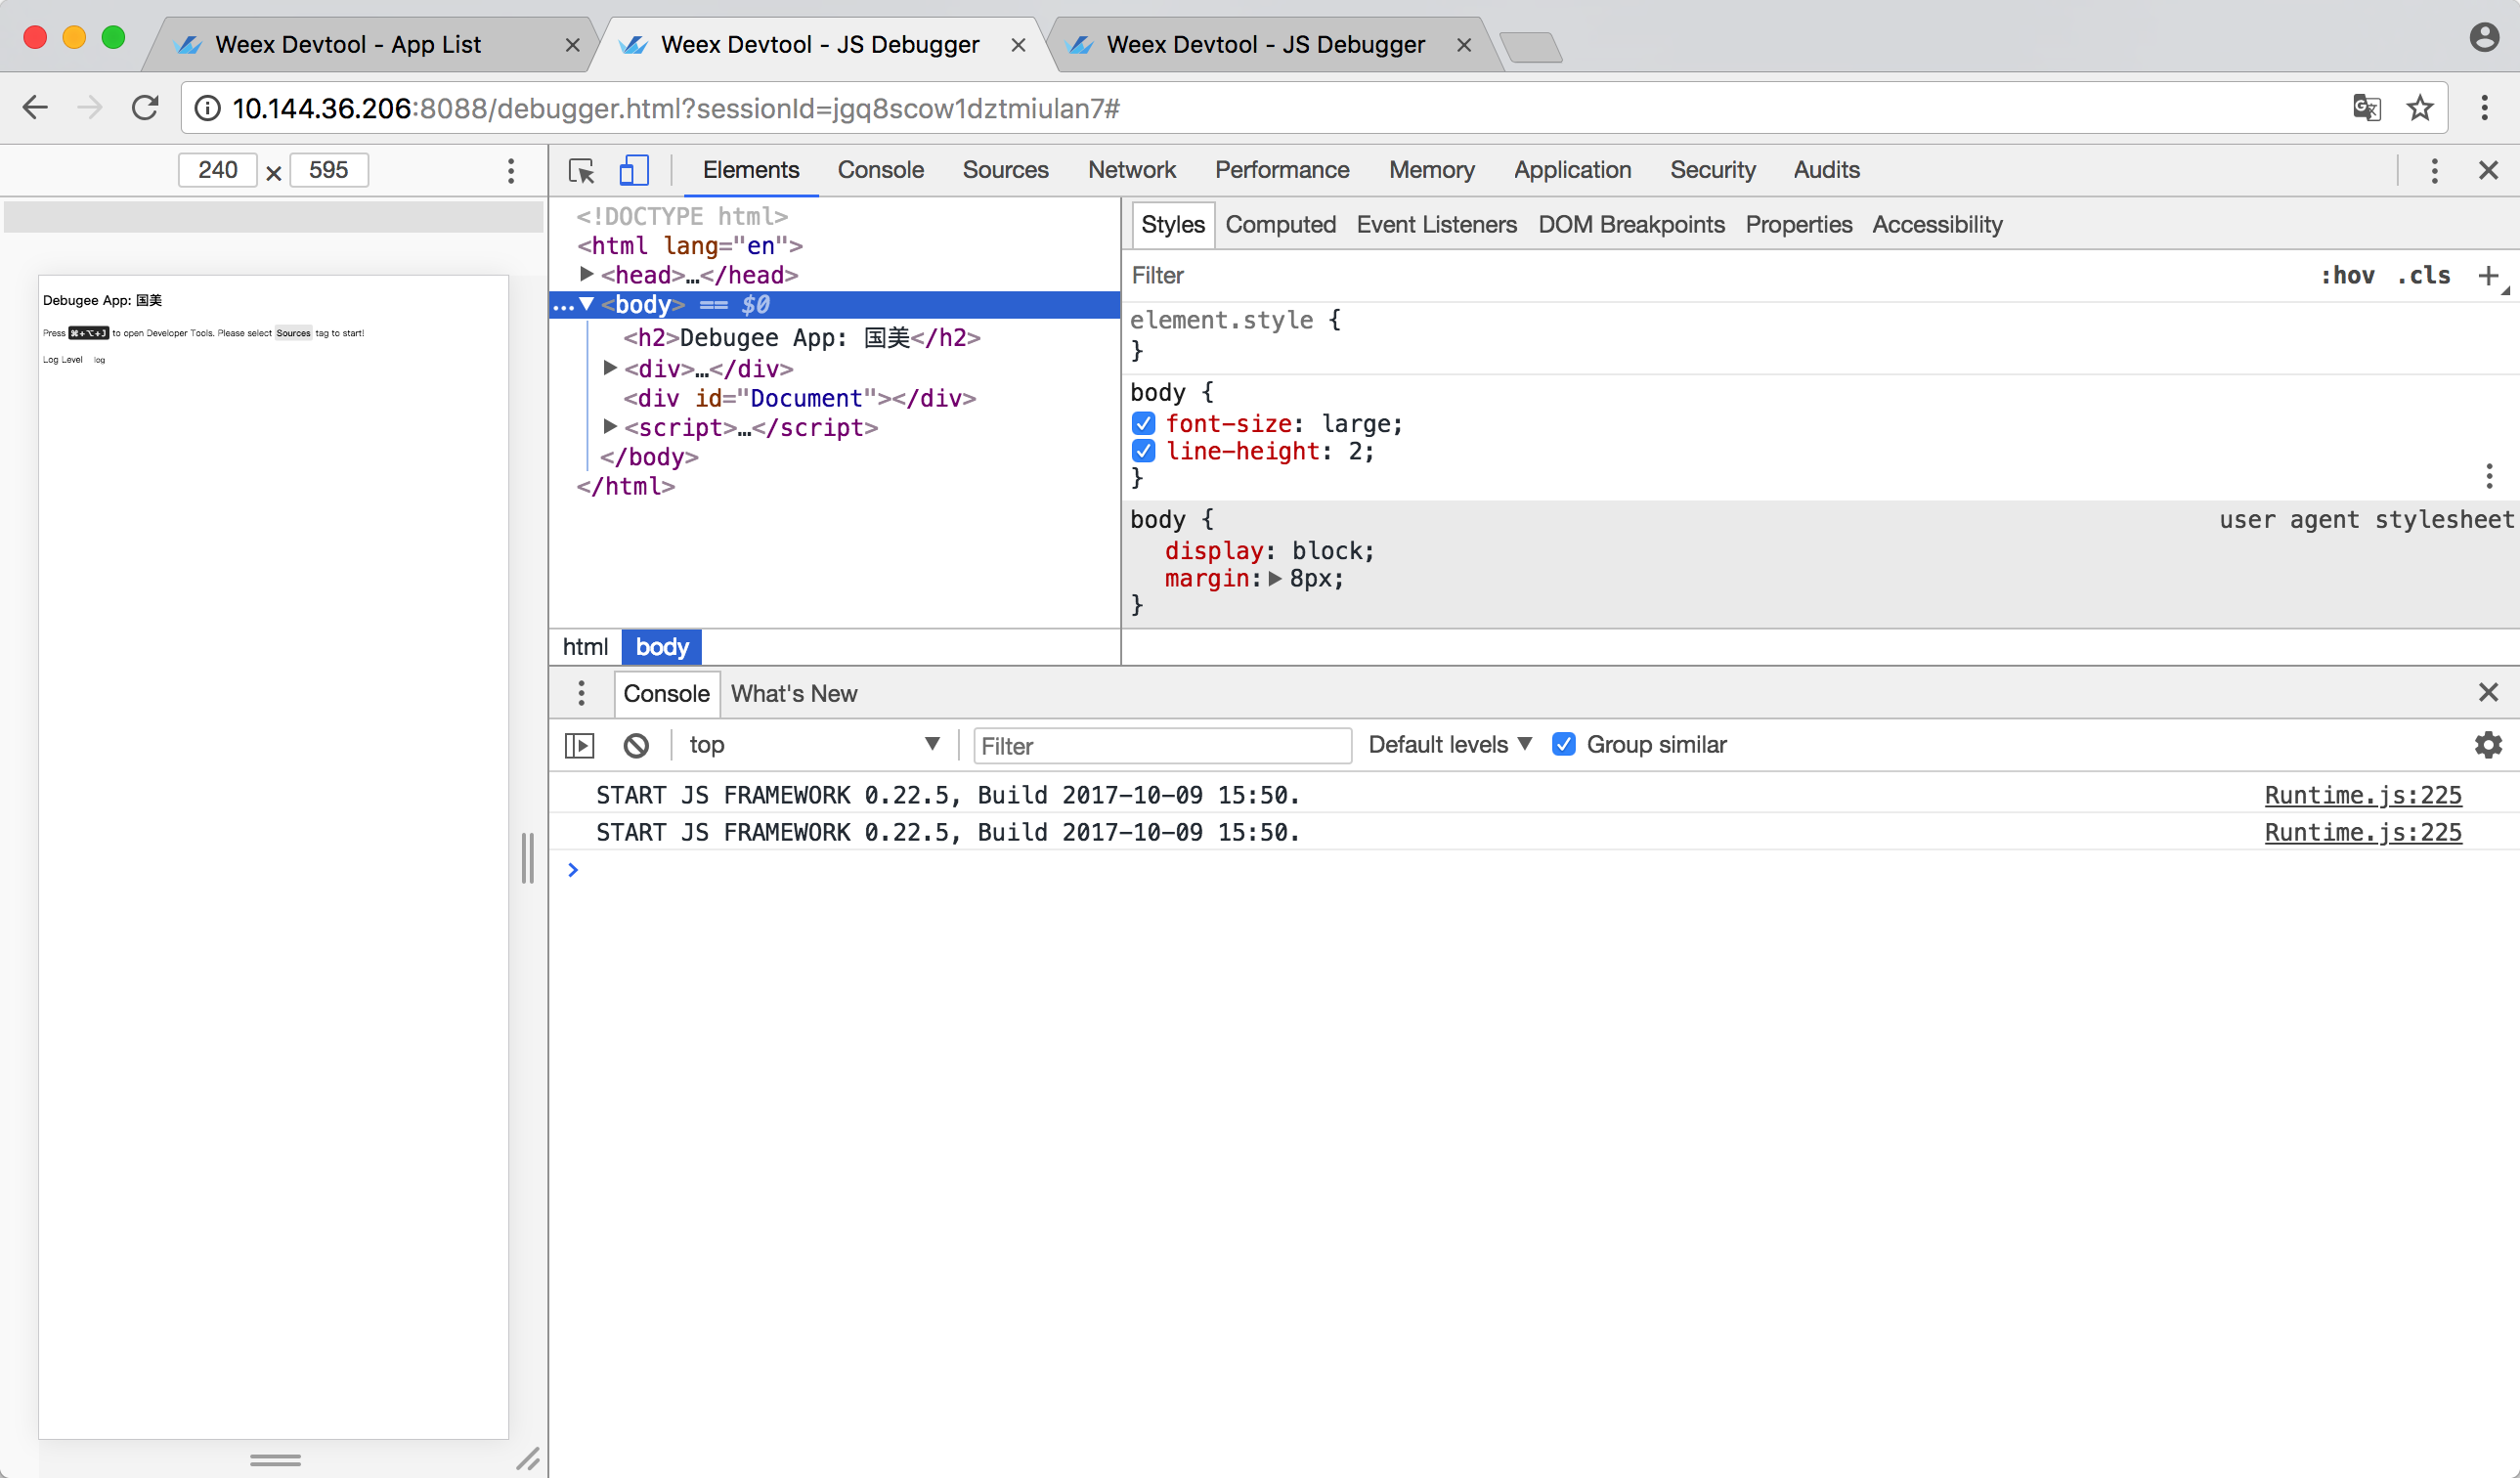 Weex Devtool - App List
Weex Devtool - JS Debugger
Weex Devtool - JS Debugger
10.144.36.206:8088/debugger.html?sessionId=jgq8scow1dztmiulan7#
240 × 595
Elements Console Sources Network Performance Memory Application Security Audits
Debugee App: 国美
Press ⌘+⌥+J to open Developer Tools. Please select Sources tag to start!
Log Level log
<!DOCTYPE html>
<html lang="en">
<head>…</head>
…<body> == $0
<h2>Debugee App: 国美</h2>
<div>…</div>
<div id="Document"></div>
<script>…</script>
</body>
</html>
html body
Styles Computed Event Listeners DOM Breakpoints Properties Accessibility
Filter :hov .cls +
element.style {
}
body {
font-size: large;
line-height: 2;
}
body { user agent stylesheet
display: block;
margin: 8px;
}
Console What's New
top Filter Default levels Group similar
START JS FRAMEWORK 0.22.5, Build 2017-10-09 15:50. Runtime.js:225
START JS FRAMEWORK 0.22.5, Build 2017-10-09 15:50. Runtime.js:225